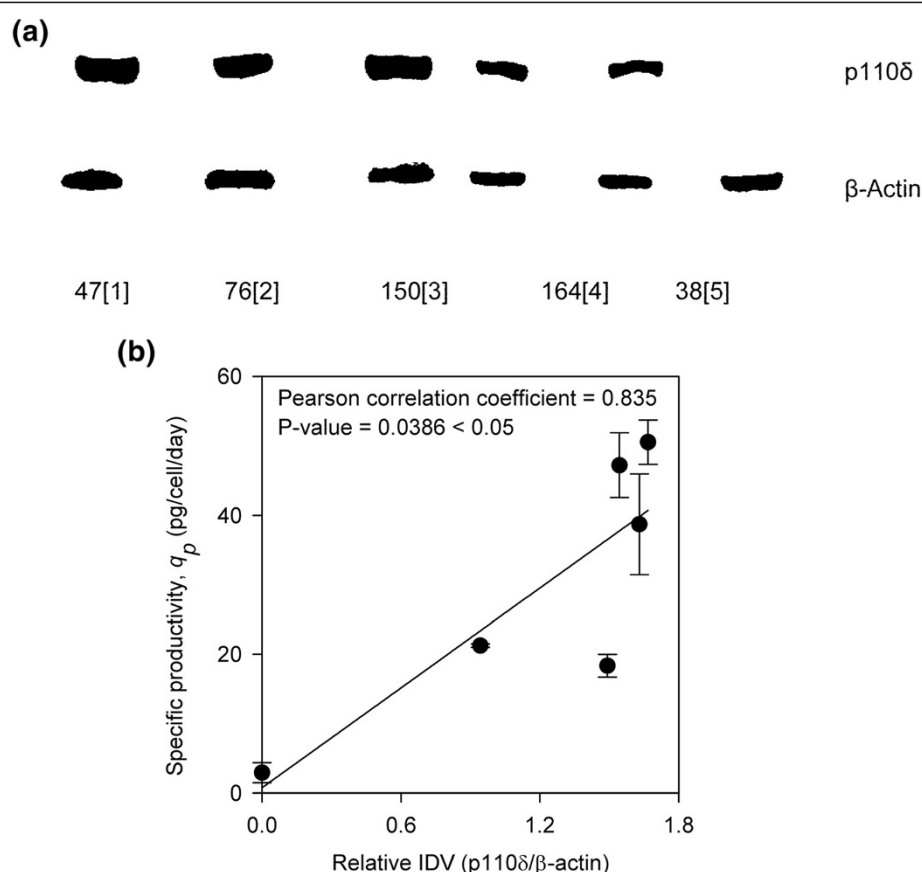 (a)
p110δ
β-Actin
47[1] 76[2] 150[3] 164[4] 38[5]
(b)
60
Pearson correlation coefficient = 0.835
P-value = 0.0386 < 0.05
40
20
0
Specific productivity, qp (pg/cell/day)
0.0 0.6 1.2 1.8
Relative IDV (p110δ/β-actin)